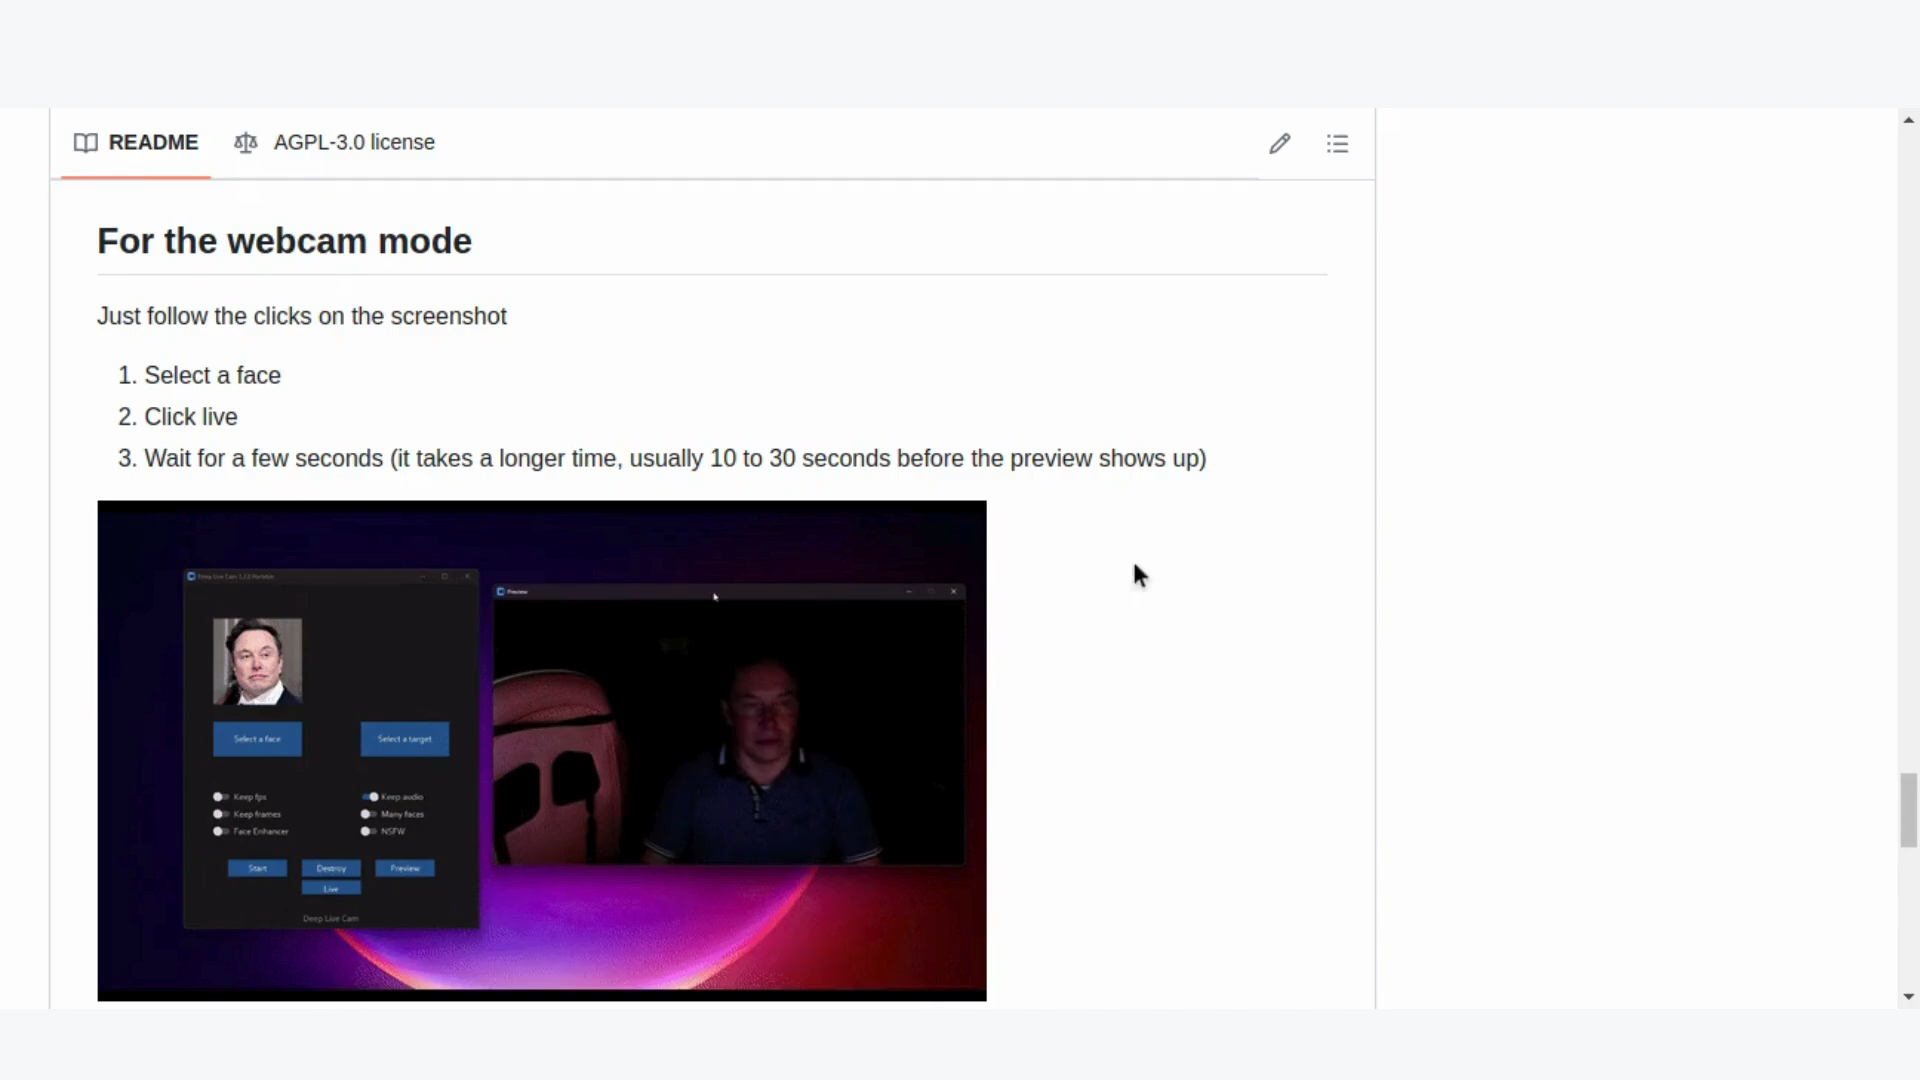 README
AGPL-3.0 license
For the webcam mode
Just follow the clicks on the screenshot
1. Select a face
2. Click live
3. Wait for a few seconds (it takes a longer time, usually 10 to 30 seconds before the preview shows up)
Preview
Select a face
Select a target
Keep fps
Keep audio
Keep frames
Many faces
Face Enhancer
NSFW
Start
Destroy
Preview
Live
Deep Live Cam